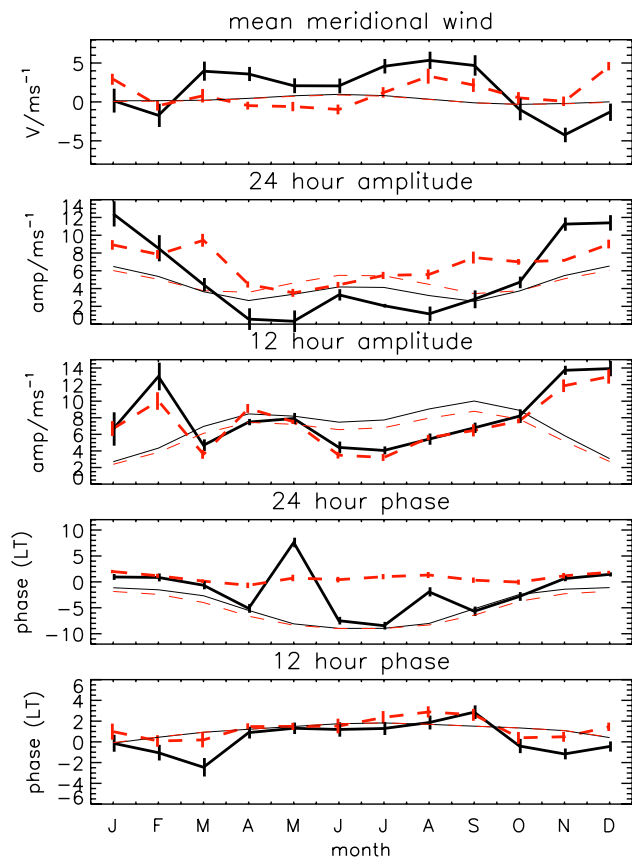 mean meridional wind
V/ms⁻¹
5
0
−5
24 hour amplitude
amp/ms⁻¹
14
12
10
8
6
4
2
0
12 hour amplitude
amp/ms⁻¹
14
12
10
8
6
4
2
0
24 hour phase
phase (LT)
10
5
0
−5
−10
12 hour phase
phase (LT)
6
4
2
0
−2
−4
−6
J F M A M J J A S O N D
month